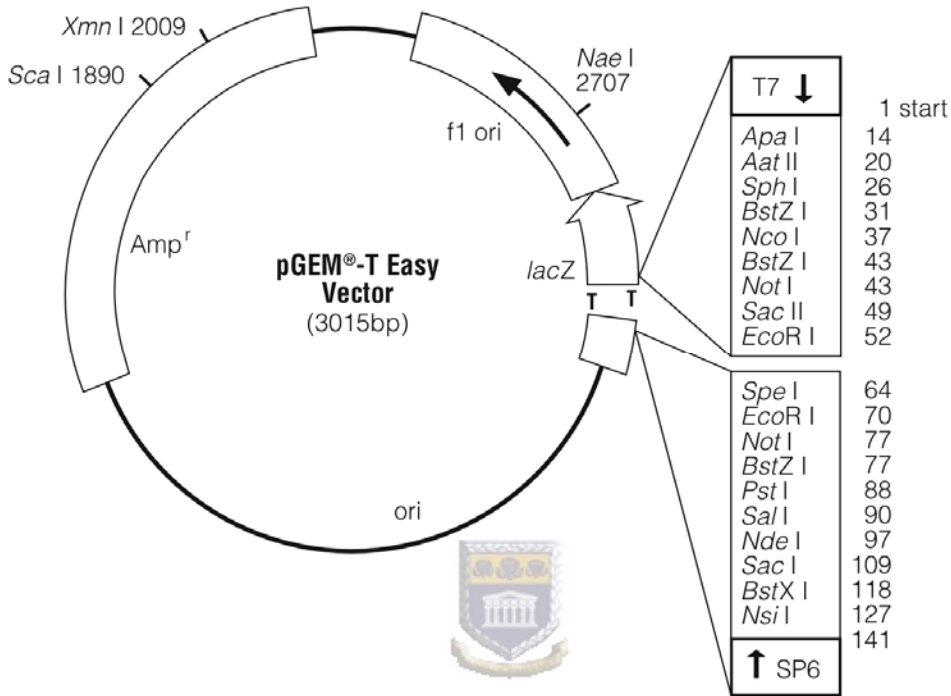 Xmn I 2009
Sca I 1890
Nae I
2707
f1 ori
Ampʳ
pGEM®-T Easy
Vector
(3015bp)
lacZ
T T
ori
T7 ↓
1 start
Apa I 14
Aat II 20
Sph I 26
BstZ I 31
Nco I 37
BstZ I 43
Not I 43
Sac II 49
EcoR I 52
Spe I 64
EcoR I 70
Not I 77
BstZ I 77
Pst I 88
Sal I 90
Nde I 97
Sac I 109
BstX I 118
Nsi I 127
141
↑ SP6